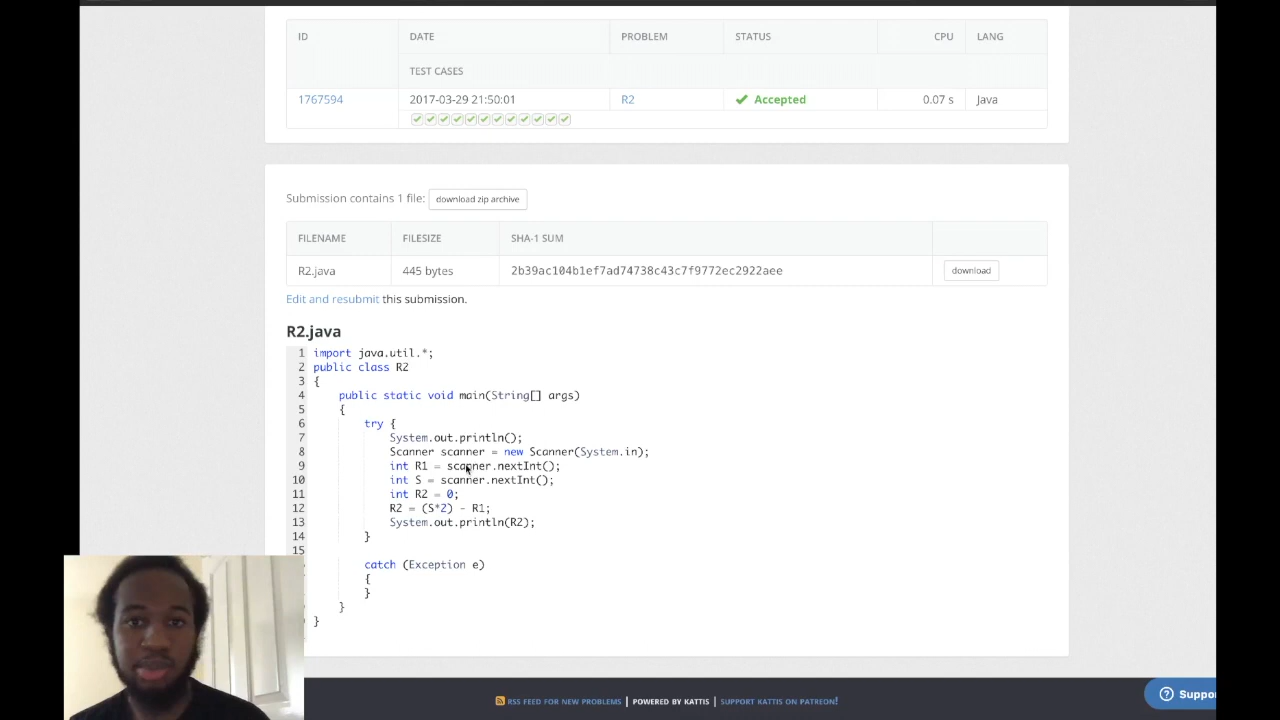 ID DATE PROBLEM STATUS CPU LANG
TEST CASES
1767594 2017-03-29 21:50:01 R2 Accepted 0.07 s Java
Submission contains 1 file: download zip archive
FILENAME FILESIZE SHA-1 SUM
R2.java 445 bytes 2b39ac104b1ef7ad74738c43c7f9772ec2922aee download
Edit and resubmit this submission.
R2.java
1 import java.util.*;
2 public class R2
3 {
4 public static void main(String[] args)
5 {
6 try {
7 System.out.println();
8 Scanner scanner = new Scanner(System.in);
9 int R1 = scanner.nextInt();
10 int S = scanner.nextInt();
11 int R2 = 0;
12 R2 = (S*2) - R1;
13 System.out.println(R2);
14 }
15
catch (Exception e)
{
}
}
}
RSS FEED FOR NEW PROBLEMS | POWERED BY KATTIS | SUPPORT KATTIS ON PATREON!
Suppo